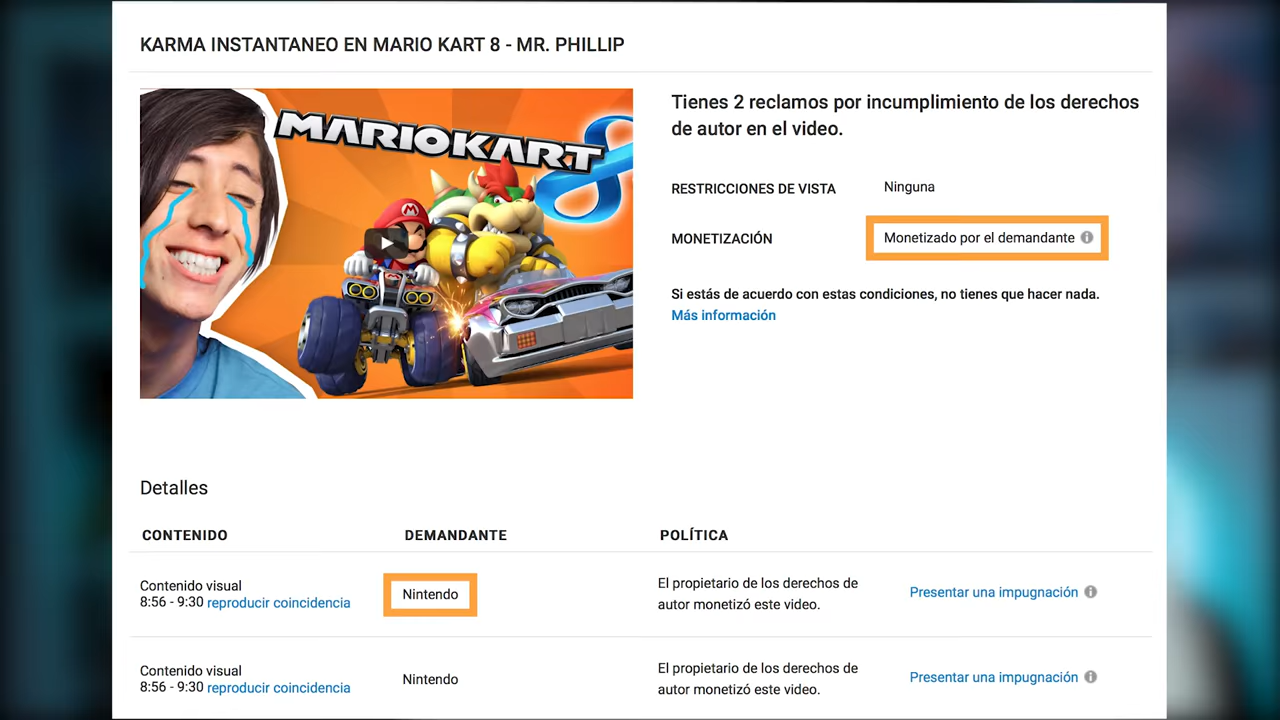 KARMA INSTANTANEO EN MARIO KART 8 - MR. PHILLIP
MARIOKART 8
Tienes 2 reclamos por incumplimiento de los derechos
de autor en el video.
RESTRICCIONES DE VISTA Ninguna
MONETIZACIÓN Monetizado por el demandante
Si estás de acuerdo con estas condiciones, no tienes que hacer nada.
Más información
Detalles
CONTENIDO DEMANDANTE POLÍTICA
Contenido visual
8:56 - 9:30 reproducir coincidencia
Nintendo
El propietario de los derechos de
autor monetizó este video.
Presentar una impugnación
Contenido visual
8:56 - 9:30 reproducir coincidencia
Nintendo
El propietario de los derechos de
autor monetizó este video.
Presentar una impugnación